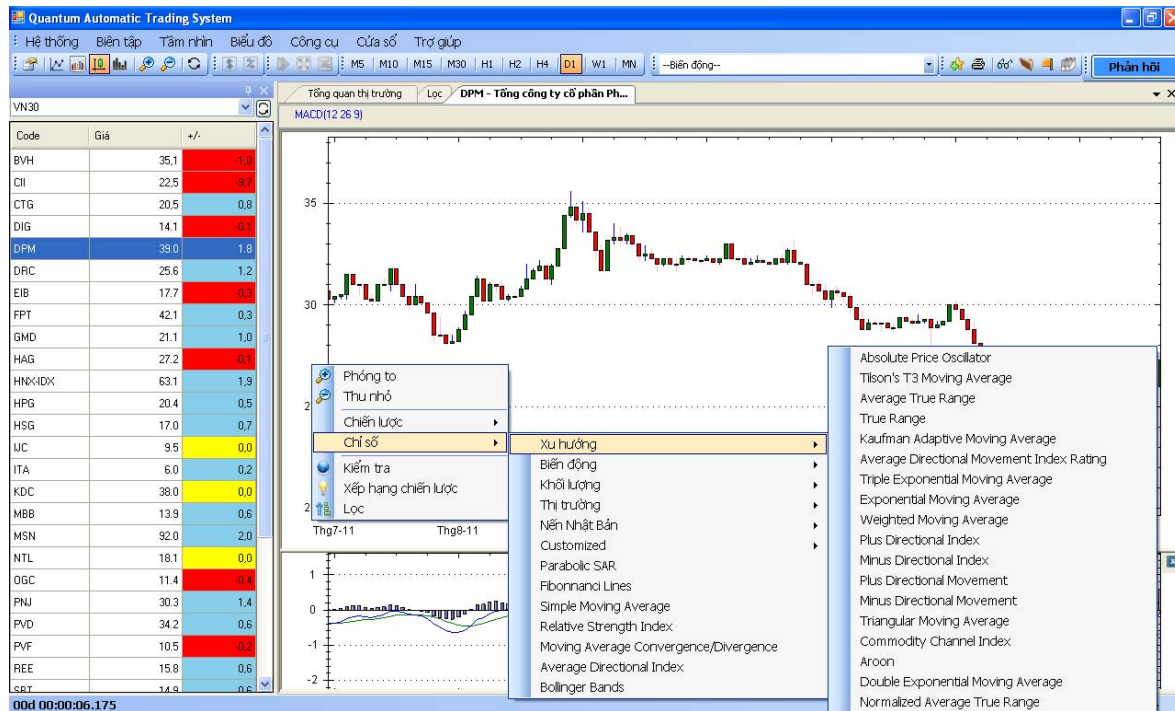 Quantum Automatic Trading System
Hệ thống Biên tập Tầm nhìn Biểu đồ Công cụ Cửa sổ Trợ giúp
M5 M10 M15 M30 H1 H2 H4 D1 W1 MN --Biến động-- Phản hồi
VN30
Tổng quan thị trường Lọc DPM - Tổng công ty cổ phần Ph...
MACD(12 26 9)
Code Giá +/-
BVH 35,1 -1,0
CII 22,5 -9,7
CTG 20,5 0,8
DIG 14.1 -0,1
DPM 39.0 1.8
DRC 25.6 1.2
EIB 17.7 -0,3
FPT 42.1 0,3
GMD 21.1 1,0
HAG 27.2 -0,1
HNX-IDX 63.1 1,9
HPG 20.4 0,5
HSG 17.0 0,7
IJC 9.5 0,0
ITA 6.0 0,2
KDC 38.0 0,0
MBB 13.9 0,6
MSN 92.0 2,0
NTL 18.1 0,0
OGC 11.4 -0,4
PNJ 30.3 1,4
PVD 34.2 0,6
PVF 10.5 -0,2
REE 15.8 0,6
SBT 14.9 0,6
35
30
2
2
Thg7-11 Thg8-11
1
0
-1
-2
Phóng to
Thu nhỏ
Chiến lược
Chỉ số
Kiểm tra
Xếp hạng chiến lược
Lọc
Xu hướng
Biến động
Khối lượng
Thị trường
Nến Nhật Bản
Customized
Parabolic SAR
Fibonnanci Lines
Simple Moving Average
Relative Strength Index
Moving Average Convergence/Divergence
Average Directional Index
Bollinger Bands
Absolute Price Oscillator
Tilson's T3 Moving Average
Average True Range
True Range
Kaufman Adaptive Moving Average
Average Directional Movement Index Rating
Triple Exponential Moving Average
Exponential Moving Average
Weighted Moving Average
Plus Directional Index
Minus Directional Index
Plus Directional Movement
Minus Directional Movement
Triangular Moving Average
Commodity Channel Index
Aroon
Double Exponential Moving Average
Normalized Average True Range
00d 00:00:06.175